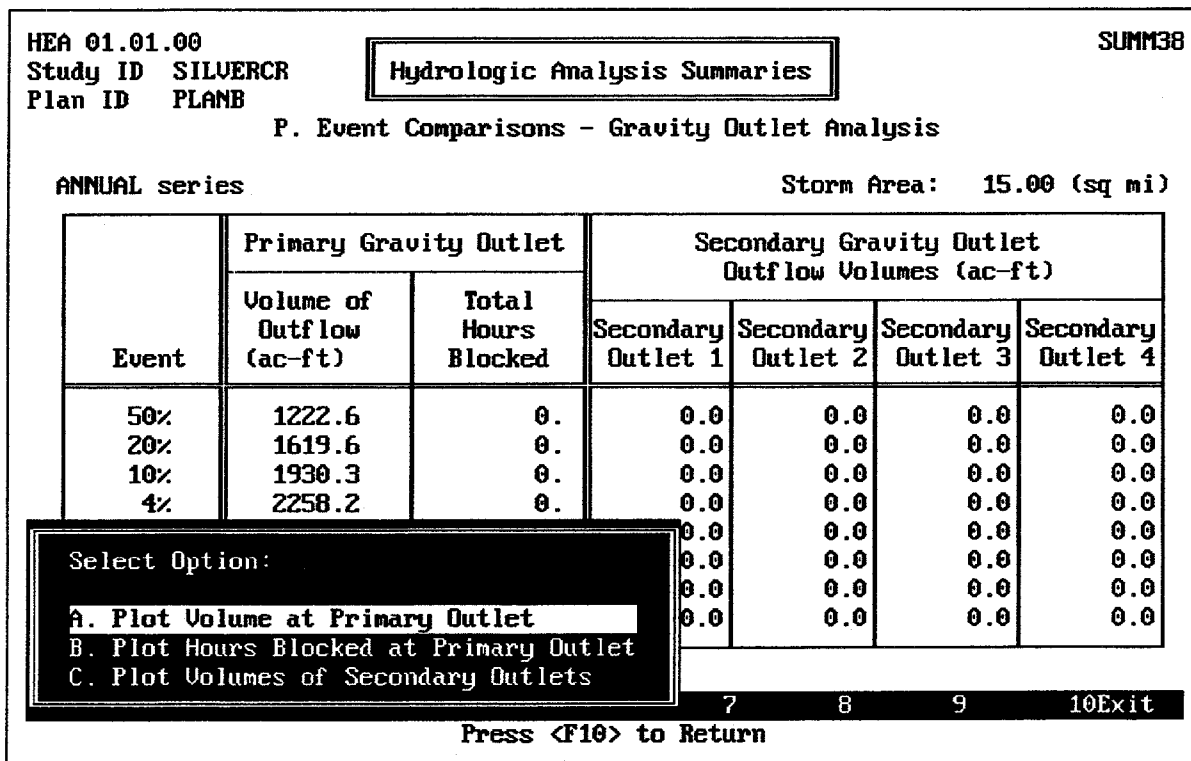 HEA 01.01.00
SUMM38
Study ID SILVERCR
Hydrologic Analysis Summaries
Plan ID PLANB
P. Event Comparisons - Gravity Outlet Analysis
ANNUAL series
Storm Area: 15.00 (sq mi)
Primary Gravity Outlet
Secondary Gravity Outlet
Outflow Volumes (ac-ft)
Event
Volume of
Outflow
(ac-ft)
Total
Hours
Blocked
Secondary
Outlet 1
Secondary
Outlet 2
Secondary
Outlet 3
Secondary
Outlet 4
50% 1222.6 0. 0.0 0.0 0.0 0.0
20% 1619.6 0. 0.0 0.0 0.0 0.0
10% 1930.3 0. 0.0 0.0 0.0 0.0
4% 2258.2 0. 0.0 0.0 0.0 0.0
0.0 0.0 0.0 0.0
0.0 0.0 0.0 0.0
0.0 0.0 0.0 0.0
0.0 0.0 0.0 0.0
Select Option:
A. Plot Volume at Primary Outlet
B. Plot Hours Blocked at Primary Outlet
C. Plot Volumes of Secondary Outlets
7 8 9 10Exit
Press <F10> to Return